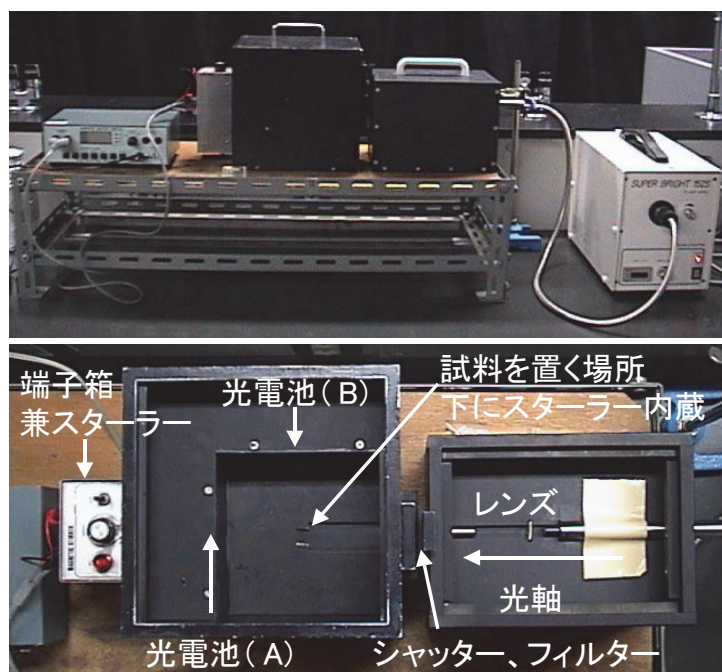 SUPER BRIGHT 152S
端子箱
兼スターラー
光電池(B)
試料を置く場所
下にスターラー内蔵
MAGNETIC STIRRER
レンズ
光軸
光電池(A)
シャッター、フィルター